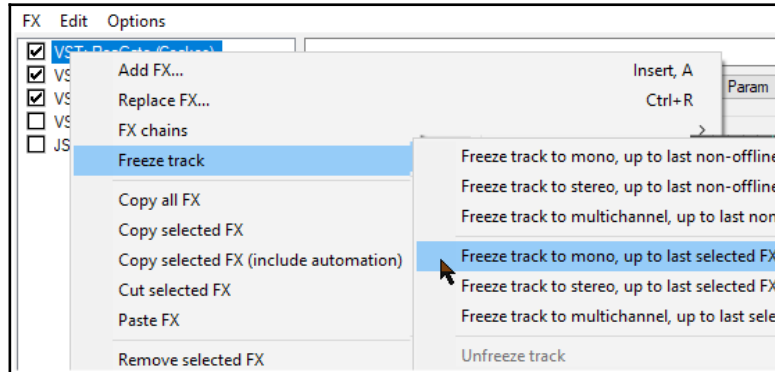 FX Edit Options
VST: ReaGate (Cockos)
VS
VS
VS
JS
Add FX... Insert, A
Replace FX... Ctrl+R
FX chains
Freeze track
Copy all FX
Copy selected FX
Copy selected FX (include automation)
Cut selected FX
Paste FX
Remove selected FX
Param
Freeze track to mono, up to last non-offline
Freeze track to stereo, up to last non-offline
Freeze track to multichannel, up to last non
Freeze track to mono, up to last selected FX
Freeze track to stereo, up to last selected FX
Freeze track to multichannel, up to last sele
Unfreeze track